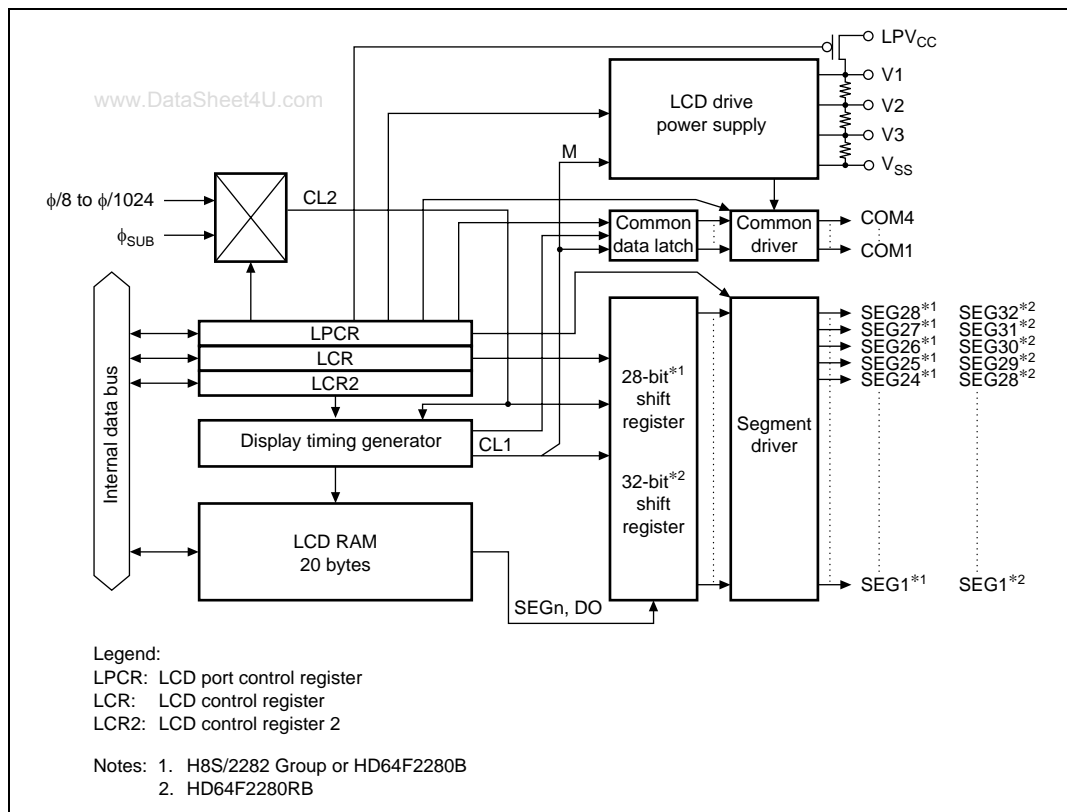 LPVCC
V1
www.DataSheet4U.com
LCD drive
power supply
V2
V3
M
VSS
ϕ/8 to ϕ/1024
CL2
ϕSUB
Common
data latch
Common
driver
COM4
COM1
Internal data bus
LPCR
LCR
LCR2
Display timing generator
CL1
LCD RAM
20 bytes
SEGn, DO
28-bit*1
shift
register
32-bit*2
shift
register
Segment
driver
SEG28*1 SEG32*2
SEG27*1 SEG31*2
SEG26*1 SEG30*2
SEG25*1 SEG29*2
SEG24*1 SEG28*2
SEG1*1 SEG1*2
Legend:
LPCR: LCD port control register
LCR: LCD control register
LCR2: LCD control register 2
Notes: 1. H8S/2282 Group or HD64F2280B
2. HD64F2280RB